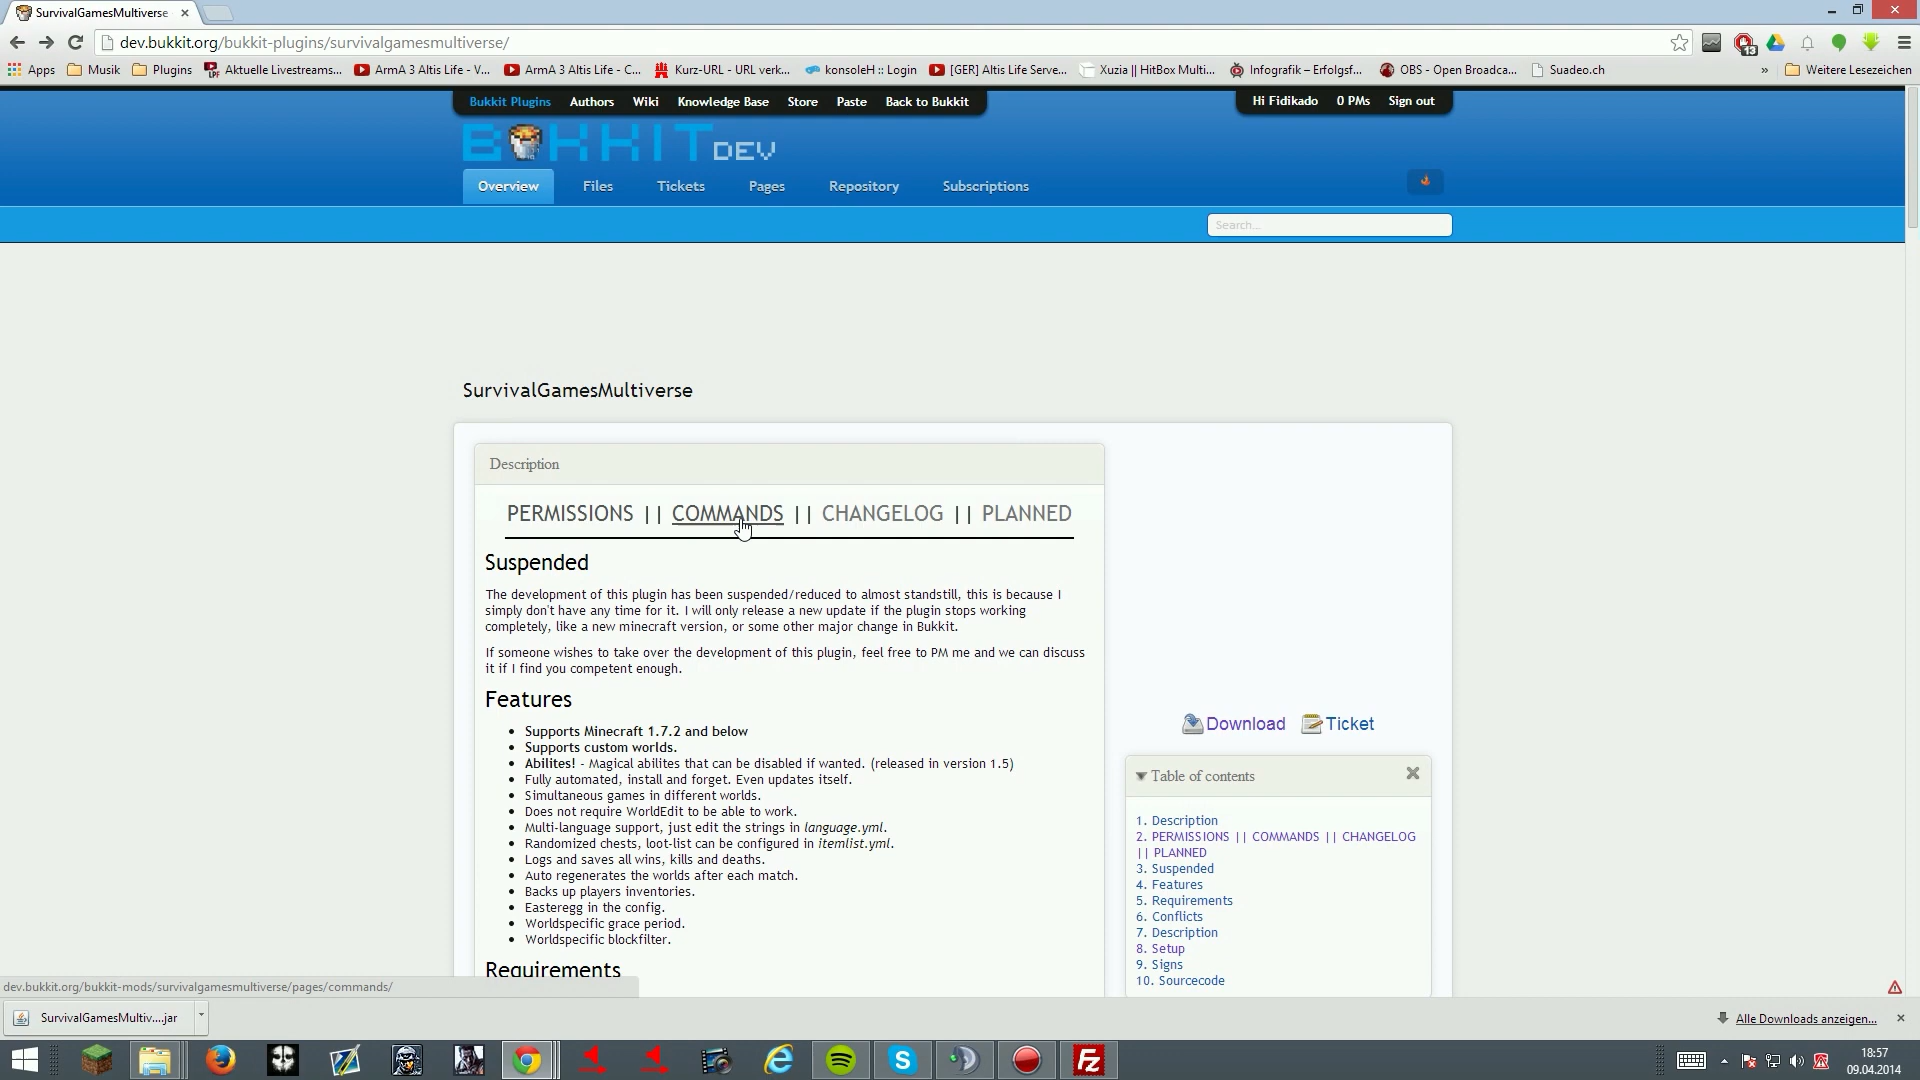 SurvivalGamesMultiverse
dev.bukkit.org/bukkit-plugins/survivalgamesmultiverse/
13
Apps Musik Plugins Aktuelle Livestreams... ArmA 3 Altis Life - V... ArmA 3 Altis Life - C... Kurz-URL - URL verk... konsoleH :: Login [GER] Altis Life Serve... Xuzia || HitBox Multi... Infografik – Erfolgsf... OBS - Open Broadca... Suadeo.ch » Weitere Lesezeichen
Bukkit Plugins Authors Wiki Knowledge Base Store Paste Back to Bukkit Hi Fidikado 0 PMs Sign out
BUKKIT DEV
Overview Files Tickets Pages Repository Subscriptions
Search...
SurvivalGamesMultiverse
Description
PERMISSIONS || COMMANDS || CHANGELOG || PLANNED
Suspended
The development of this plugin has been suspended/reduced to almost standstill, this is because I
simply don't have any time for it. I will only release a new update if the plugin stops working
completely, like a new minecraft version, or some other major change in Bukkit.
If someone wishes to take over the development of this plugin, feel free to PM me and we can discuss
it if I find you competent enough.
Features
• Supports Minecraft 1.7.2 and below
• Supports custom worlds.
• Abilites! - Magical abilites that can be disabled if wanted. (released in version 1.5)
• Fully automated, install and forget. Even updates itself.
• Simultaneous games in different worlds.
• Does not require WorldEdit to be able to work.
• Multi-language support, just edit the strings in language.yml.
• Randomized chests, loot-list can be configured in itemlist.yml.
• Logs and saves all wins, kills and deaths.
• Auto regenerates the worlds after each match.
• Backs up players inventories.
• Easteregg in the config.
• Worldspecific grace period.
• Worldspecific blockfilter.
Requirements
Download Ticket
Table of contents
1. Description
2. PERMISSIONS || COMMANDS || CHANGELOG
|| PLANNED
3. Suspended
4. Features
5. Requirements
6. Conflicts
7. Description
8. Setup
9. Signs
10. Sourcecode
dev.bukkit.org/bukkit-mods/survivalgamesmultiverse/pages/commands/
SurvivalGamesMultiv....jar
Alle Downloads anzeigen...
18:57
09.04.2014